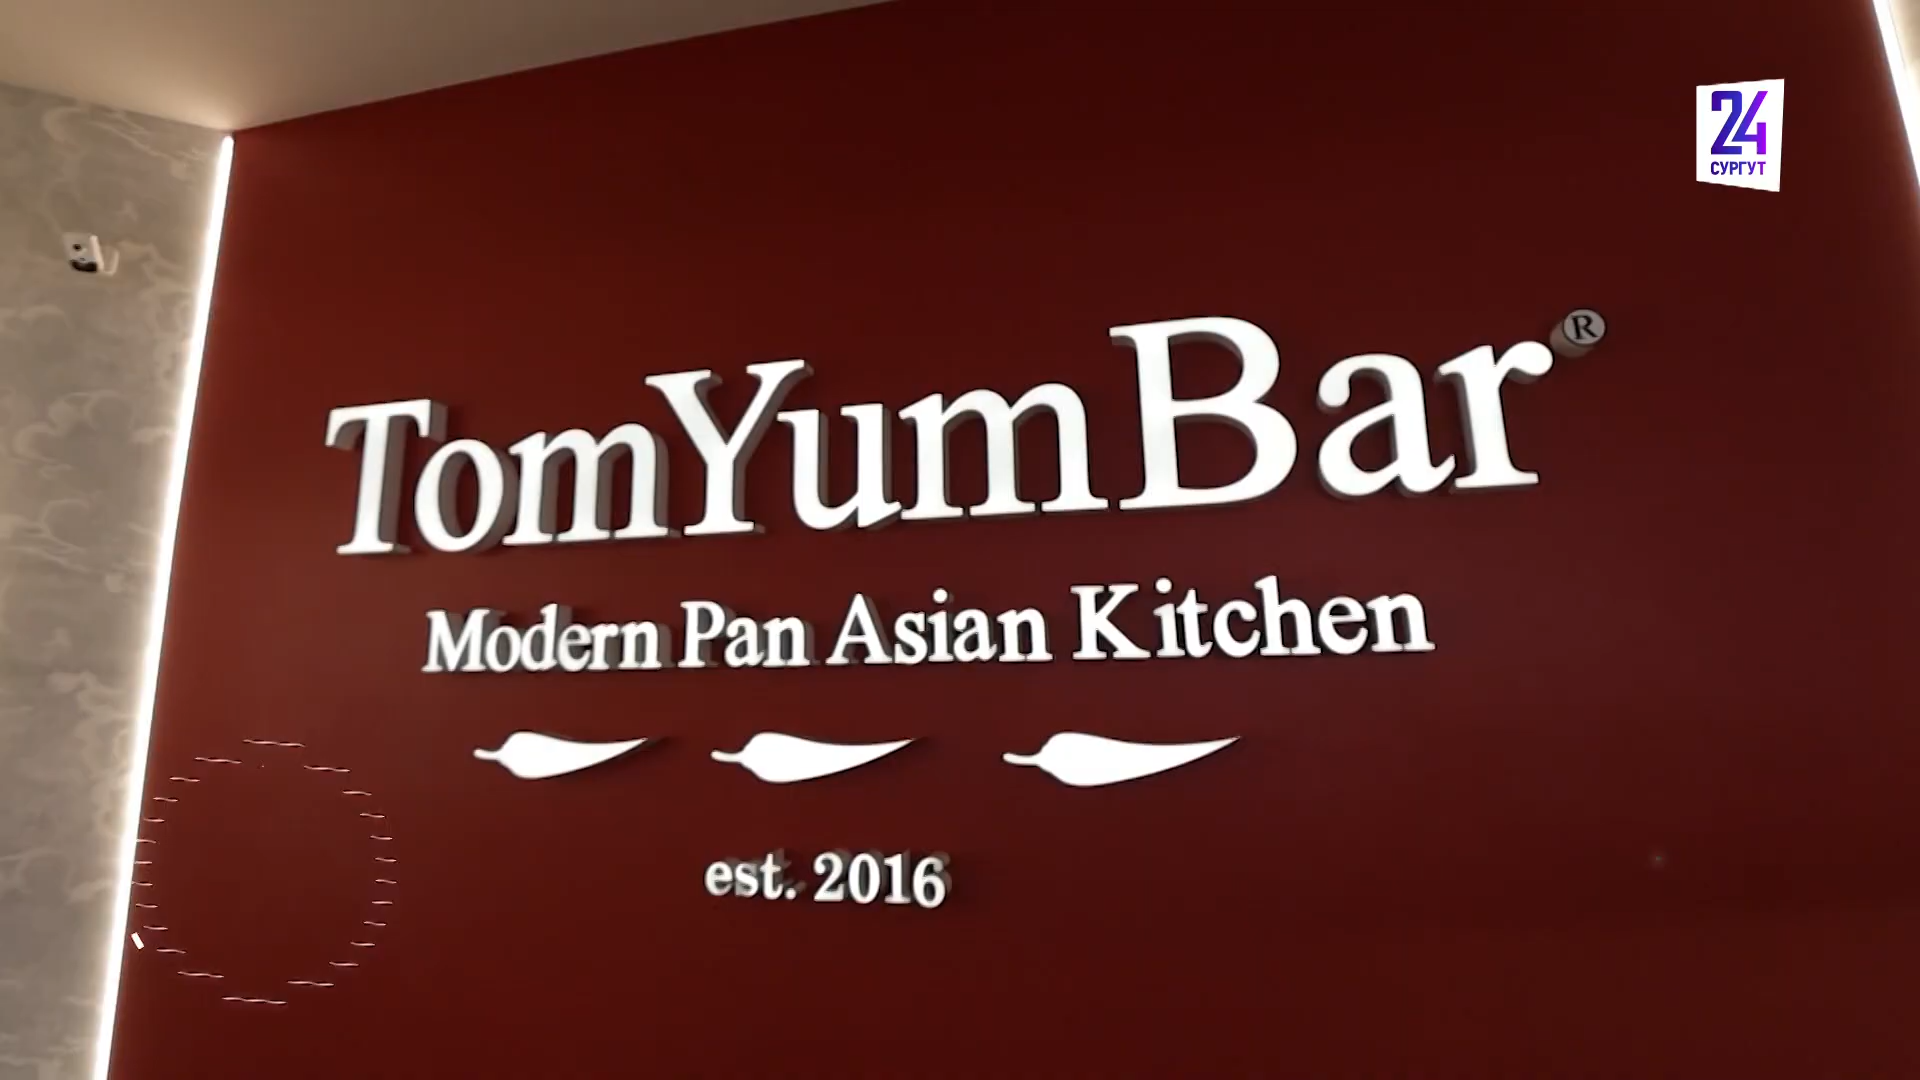 24
СУРГУТ
TomYumBar®
Modern Pan Asian Kitchen
est. 2016